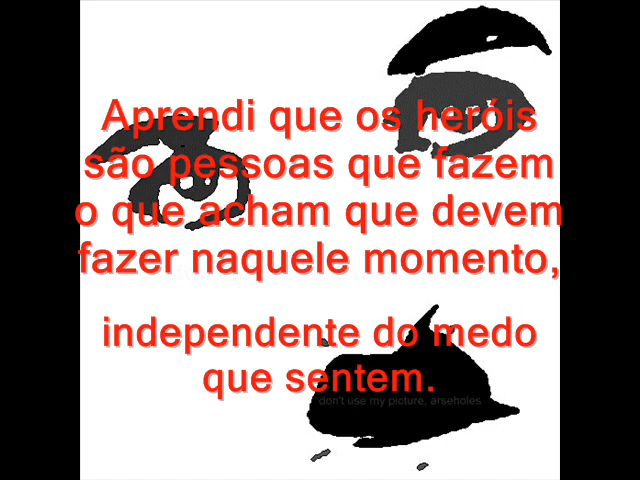 Aprendi que os heróis
são pessoas que fazem
o que acham que devem
fazer naquele momento,
independente do medo
que sentem.
don't use my picture, arseholes